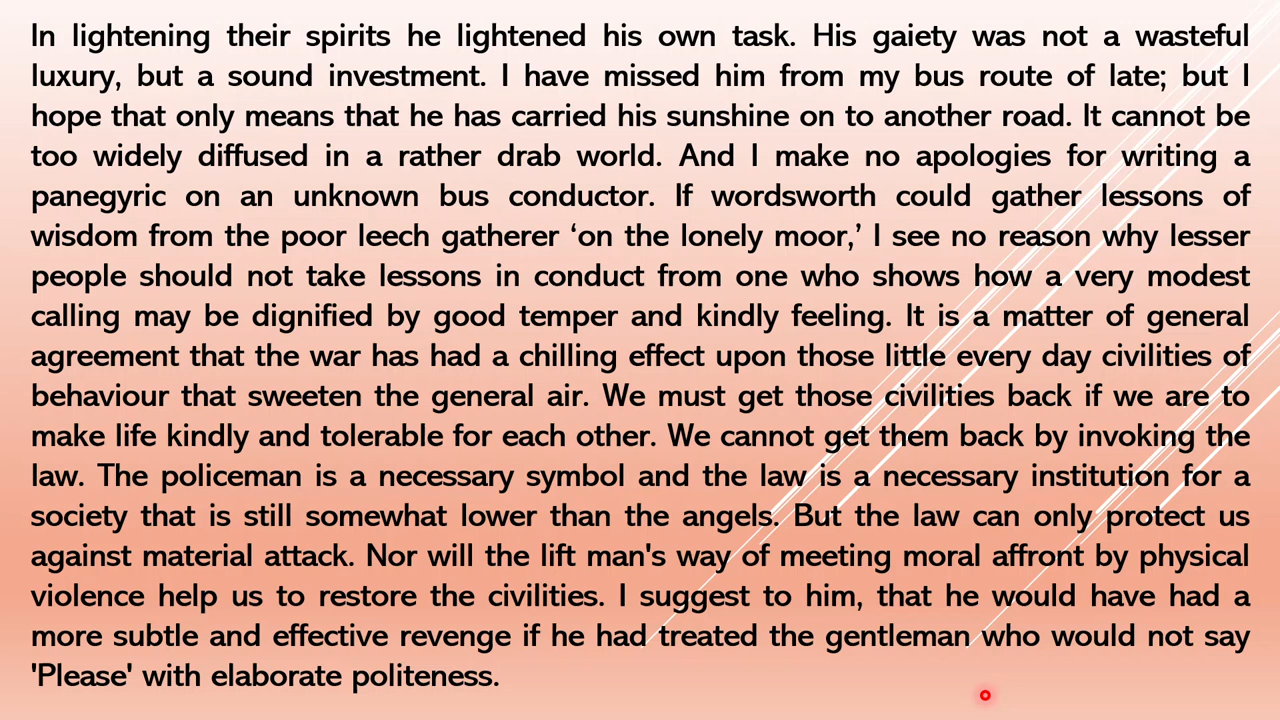 In lightening their spirits he lightened his own task. His gaiety was not a wasteful
luxury, but a sound investment. I have missed him from my bus route of late; but I
hope that only means that he has carried his sunshine on to another road. It cannot be
too widely diffused in a rather drab world. And I make no apologies for writing a
panegyric on an unknown bus conductor. If wordsworth could gather lessons of
wisdom from the poor leech gatherer ‘on the lonely moor,’ I see no reason why lesser
people should not take lessons in conduct from one who shows how a very modest
calling may be dignified by good temper and kindly feeling. It is a matter of general
agreement that the war has had a chilling effect upon those little every day civilities of
behaviour that sweeten the general air. We must get those civilities back if we are to
make life kindly and tolerable for each other. We cannot get them back by invoking the
law. The policeman is a necessary symbol and the law is a necessary institution for a
society that is still somewhat lower than the angels. But the law can only protect us
against material attack. Nor will the lift man's way of meeting moral affront by physical
violence help us to restore the civilities. I suggest to him, that he would have had a
more subtle and effective revenge if he had treated the gentleman who would not say
'Please' with elaborate politeness.